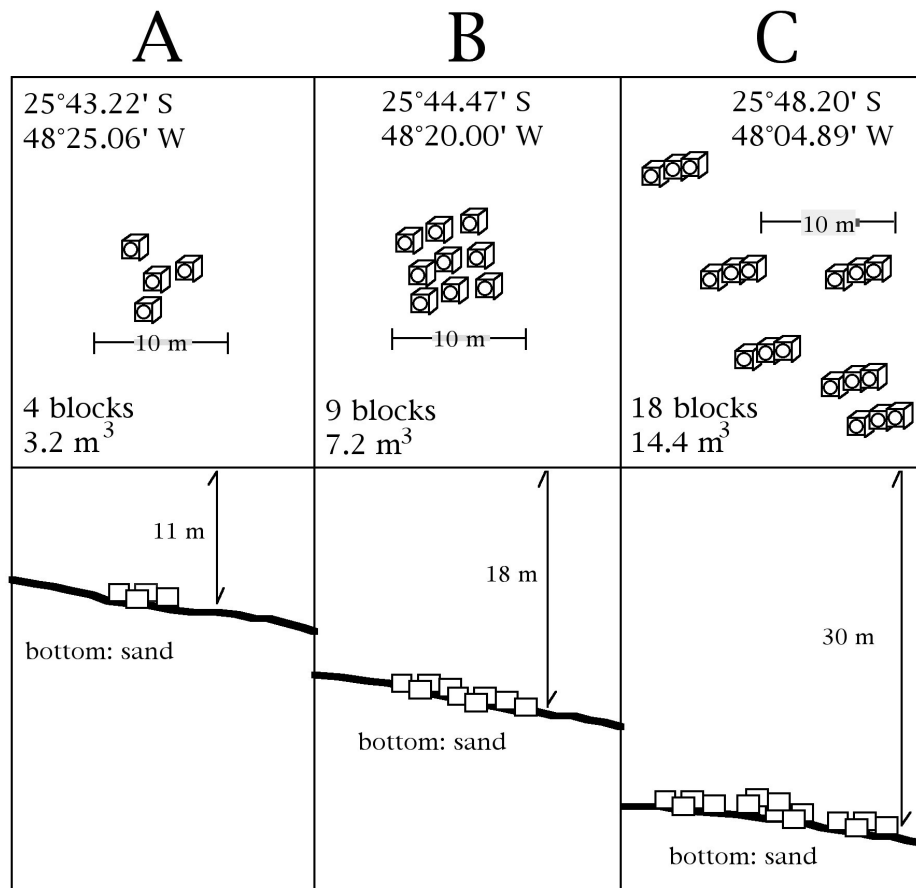 A
B
C
25°43.22' S
48°25.06' W
25°44.47' S
48°20.00' W
25°48.20' S
48°04.89' W
10 m
10 m
10 m
4 blocks
3.2 m³
9 blocks
7.2 m³
18 blocks
14.4 m³
11 m
18 m
30 m
bottom: sand
bottom: sand
bottom: sand